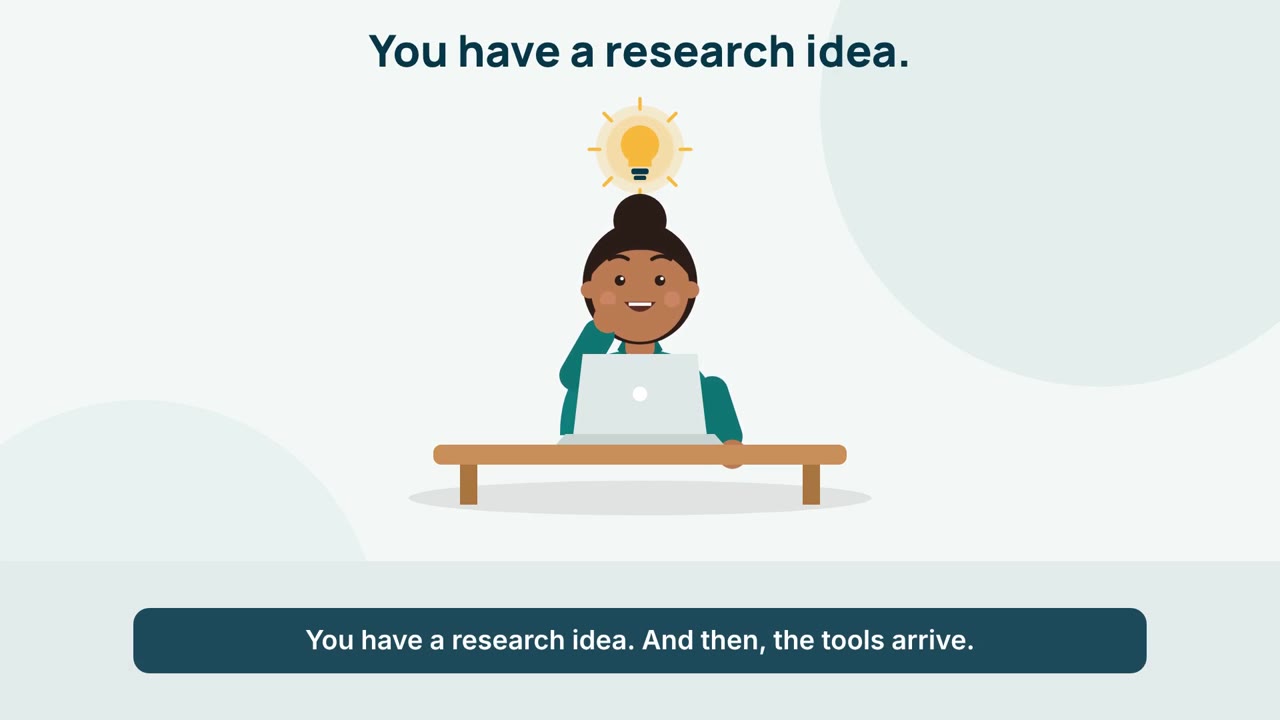 You have a research idea.
You have a research idea. And then, the tools arrive.